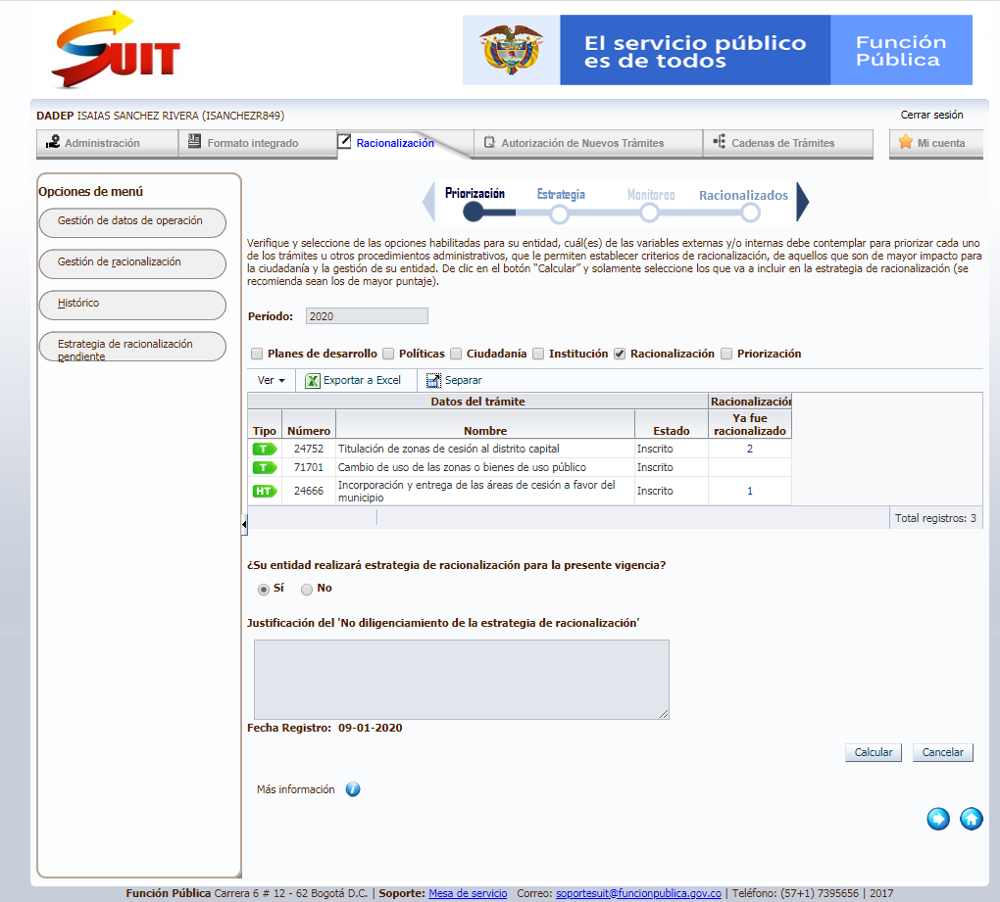 SUIT
El servicio público
es de todos
Función
Pública
DADEP ISAIAS SANCHEZ RIVERA (ISANCHEZR849)
Cerrar sesión
Administración
Formato integrado
Racionalización
Autorización de Nuevos Trámites
Cadenas de Trámites
Mi cuenta
Opciones de menú
Gestión de datos de operación
Gestión de racionalización
Histórico
Estrategia de racionalización
pendiente
Priorización
Estrategia
Monitoreo
Racionalizados
Verifique y seleccione de las opciones habilitadas para su entidad, cuál(es) de las variables externas y/o internas debe contemplar para priorizar cada uno
de los trámites u otros procedimientos administrativos, que le permiten establecer criterios de racionalización, de aquellos que son de mayor impacto para
la ciudadanía y la gestión de su entidad. De clic en el botón "Calcular" y solamente seleccione los que va a incluir en la estrategia de racionalización (se
recomienda sean los de mayor puntaje).
Período: 2020
Planes de desarrollo Políticas Ciudadanía Institución Racionalización Priorización
Ver Exportar a Excel Separar
Datos del trámite Racionalización
Tipo Número Nombre Estado Ya fue
racionalizado
T 24752 Titulación de zonas de cesión al distrito capital Inscrito 2
T 71701 Cambio de uso de las zonas o bienes de uso público Inscrito
HT 24666 Incorporación y entrega de las áreas de cesión a favor del
municipio Inscrito 1
Total registros: 3
¿Su entidad realizará estrategia de racionalización para la presente vigencia?
Sí No
Justificación del 'No diligenciamiento de la estrategia de racionalización'
Fecha Registro: 09-01-2020
Calcular Cancelar
Más información
Función Pública Carrera 6 # 12 - 62 Bogotá D.C. | Soporte: Mesa de servicio Correo: soportesuit@funcionpublica.gov.co | Teléfono: (57+1) 7395656 | 2017